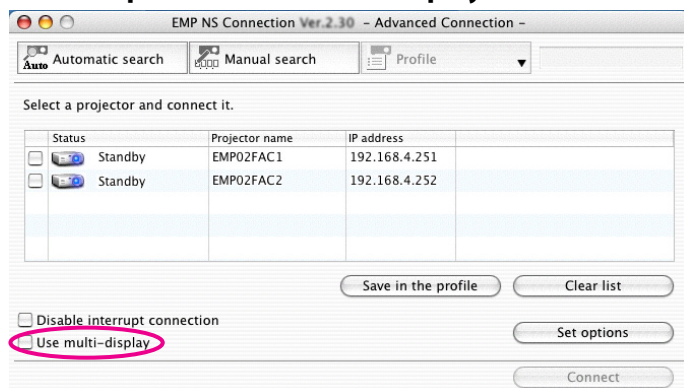 EMP NS Connection Ver.2.30 – Advanced Connection –
Auto Automatic search Manual search Profile
Select a projector and connect it.
Status Projector name IP address
Standby EMP02FAC1 192.168.4.251
Standby EMP02FAC2 192.168.4.252
Save in the profile Clear list
Disable interrupt connection
Use multi-display Set options
Connect